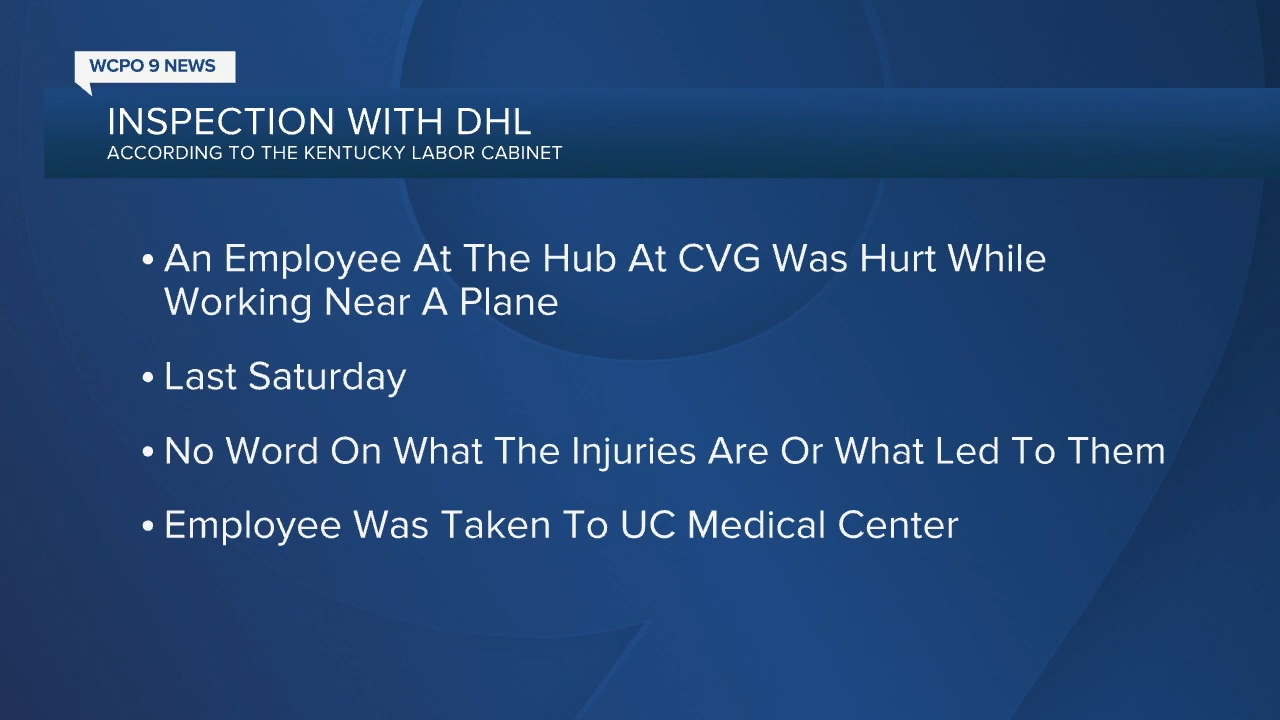 WCPO 9 NEWS
INSPECTION WITH DHL
ACCORDING TO THE KENTUCKY LABOR CABINET
• An Employee At The Hub At CVG Was Hurt While
Working Near A Plane
• Last Saturday
• No Word On What The Injuries Are Or What Led To Them
• Employee Was Taken To UC Medical Center